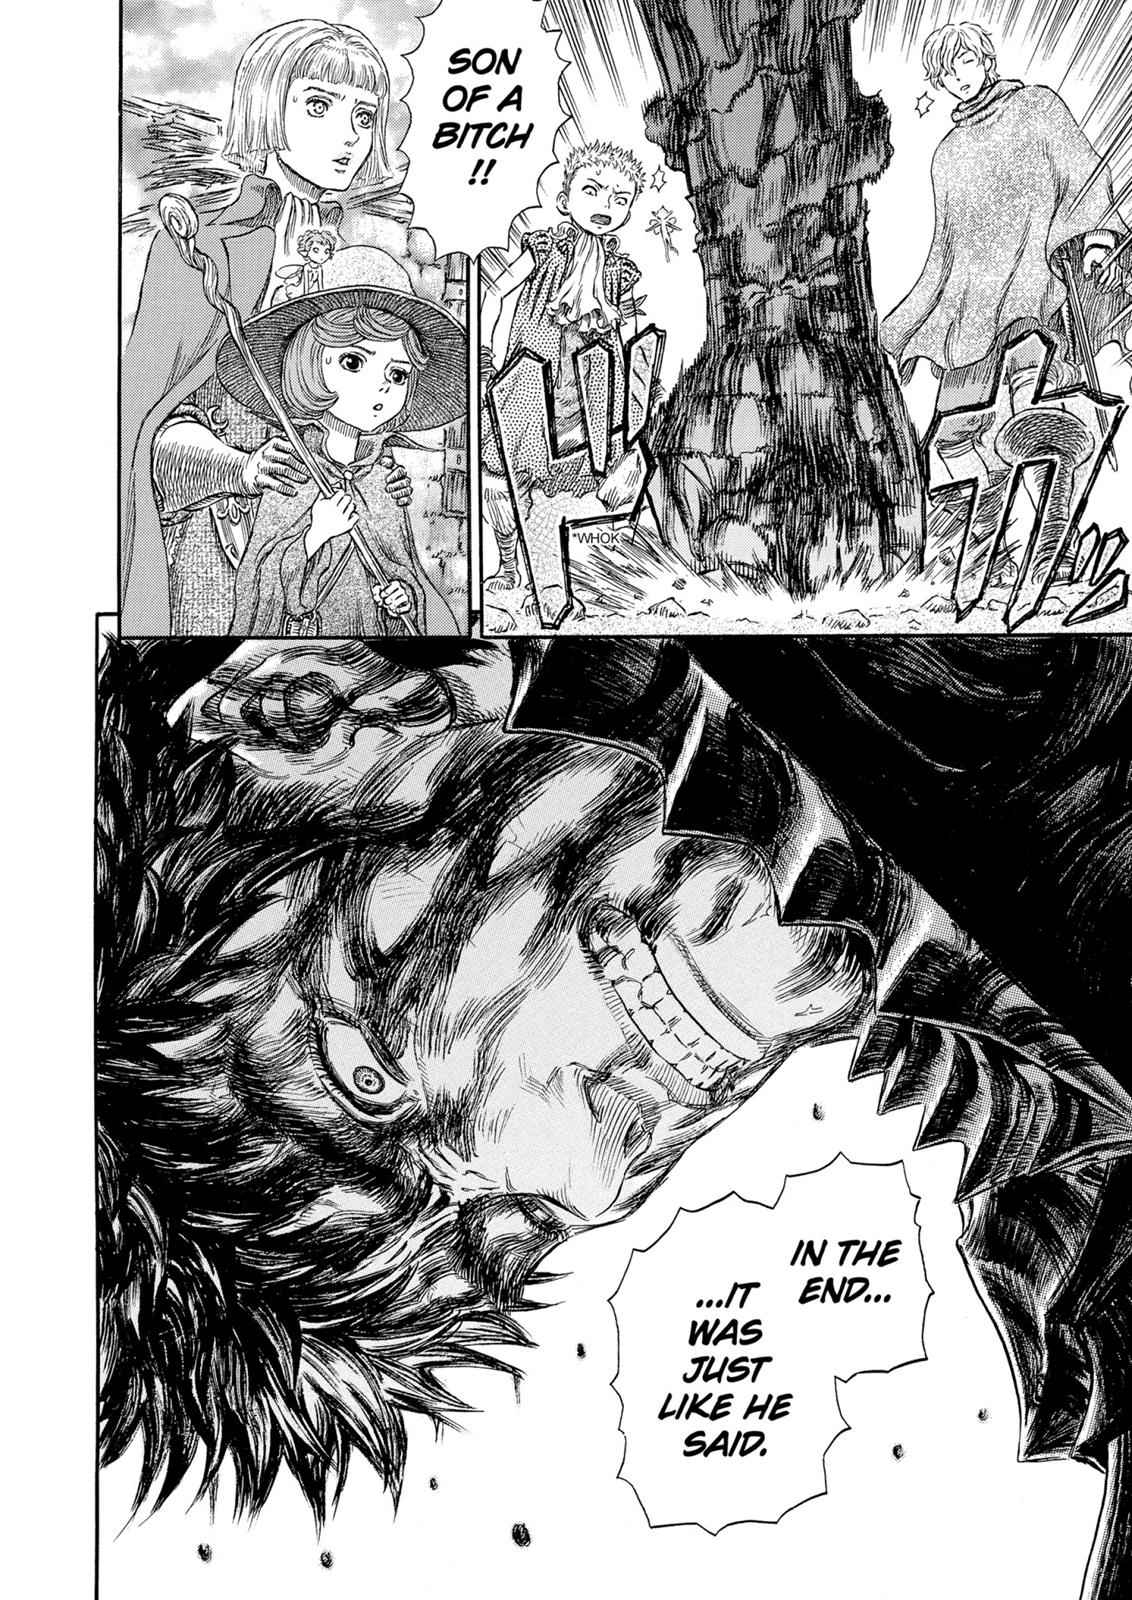 SON
OF A
BITCH
!!
*WHOK
IN THE
END...
...IT
WAS
JUST
LIKE HE
SAID.